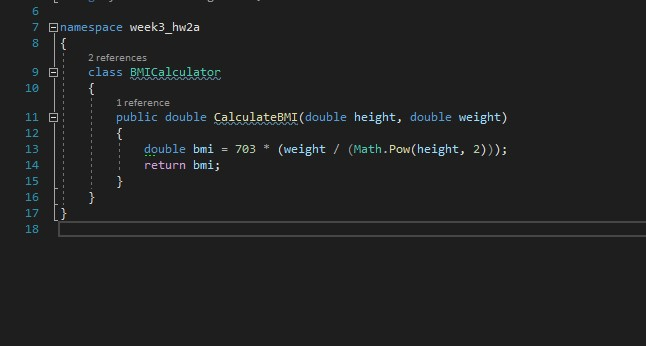 6
7 namespace week3_hw2a
8 {
2 references
9 class BMICalculator
10 {
1 reference
11 public double CalculateBMI(double height, double weight)
12 {
13 double bmi = 703 * (weight / (Math.Pow(height, 2)));
14 return bmi;
15 }
16 }
17 }
18